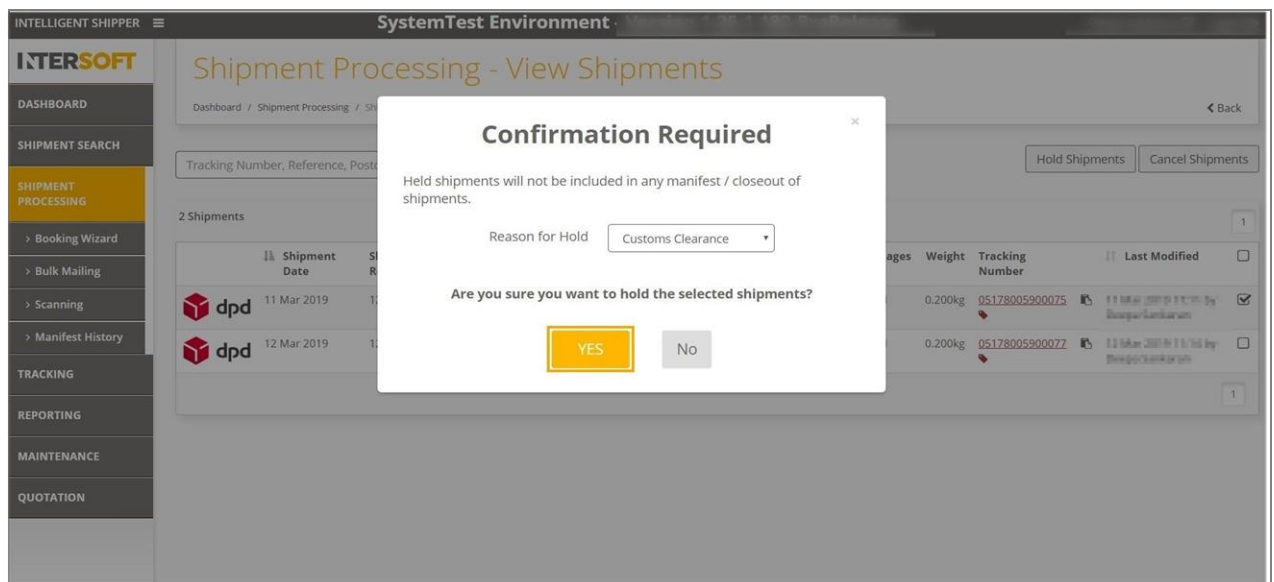 INTELLIGENT SHIPPER
SystemTest Environment -
INTERSOFT
Shipment Processing - View Shipments
DASHBOARD
Dashboard / Shipment Processing / Sh
Back
SHIPMENT SEARCH
Confirmation Required
×
Tracking Number, Reference, Postc
Hold Shipments
Cancel Shipments
Held shipments will not be included in any manifest / closeout of
shipments.
SHIPMENT
PROCESSING
2 Shipments
1
Reason for Hold Customs Clearance
> Booking Wizard
Shipment
Date
Weight
Tracking
Number
Last Modified
> Bulk Mailing
Are you sure you want to hold the selected shipments?
> Scanning
dpd 11 Mar 2019 0.200kg 05178005900075
> Manifest History
YES No
dpd 12 Mar 2019 0.200kg 05178005900077
TRACKING
1
REPORTING
MAINTENANCE
QUOTATION